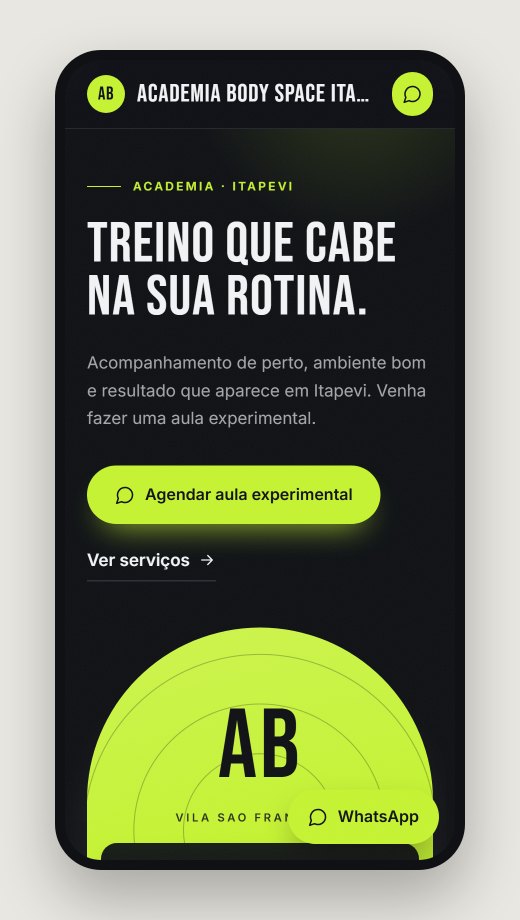 AB ACADEMIA BODY SPACE ITA...
ACADEMIA · ITAPEVI
TREINO QUE CABE
NA SUA ROTINA.
Acompanhamento de perto, ambiente bom
e resultado que aparece em Itapevi. Venha
fazer uma aula experimental.
Agendar aula experimental
Ver serviços →
AB
VILA SAO FRAN
WhatsApp